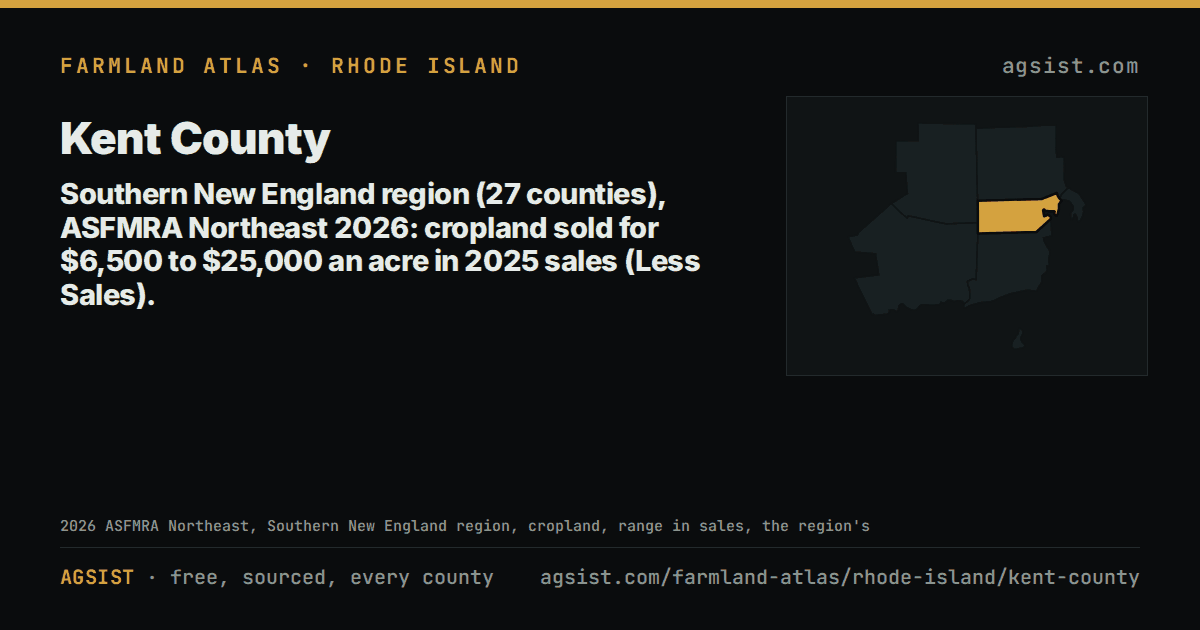 FARMLAND ATLAS · RHODE ISLAND
agsist.com
Kent County
Southern New England region (27 counties),
ASFMRA Northeast 2026: cropland sold for
$6,500 to $25,000 an acre in 2025 sales (Less
Sales).
2026 ASFMRA Northeast, Southern New England region, cropland, range in sales, the region's
AGSIST · free, sourced, every county
agsist.com/farmland-atlas/rhode-island/kent-county